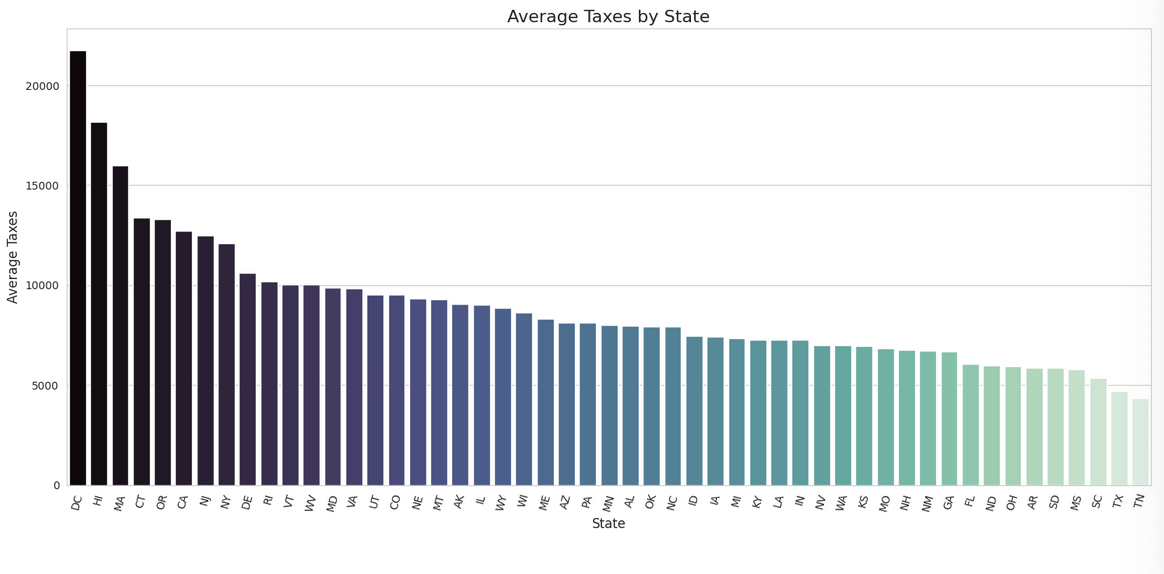 Average Taxes by State
Average Taxes
20000
15000
10000
5000
0
DC HI MA CT OR CA NJ NY DE RI VT WV MD VA UT CO NE MT AK IL WY WI ME AZ PA MN AL OK NC ID IA MI KY LA IN NV WA KS MO NH NM GA FL ND OH AR SD MS SC TX TN
State